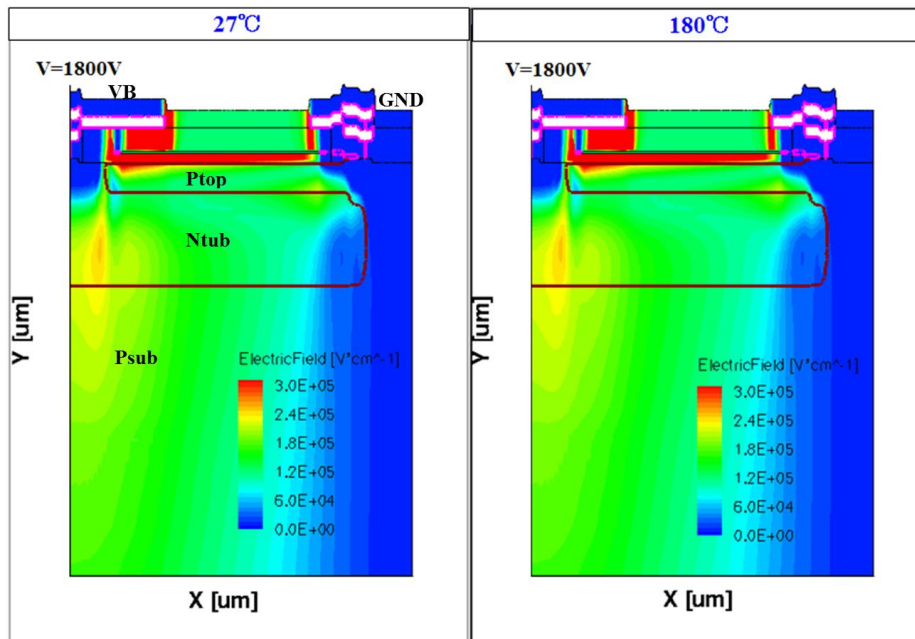 27℃
180℃
V=1800V
VB
GND
Ptop
Ntub
Psub
Y [um]
ElectricField [V*cm^-1]
3.0E+05
2.4E+05
1.8E+05
1.2E+05
6.0E+04
0.0E+00
X [um]
V=1800V
Y [um]
ElectricField [V*cm^-1]
3.0E+05
2.4E+05
1.8E+05
1.2E+05
6.0E+04
0.0E+00
X [um]